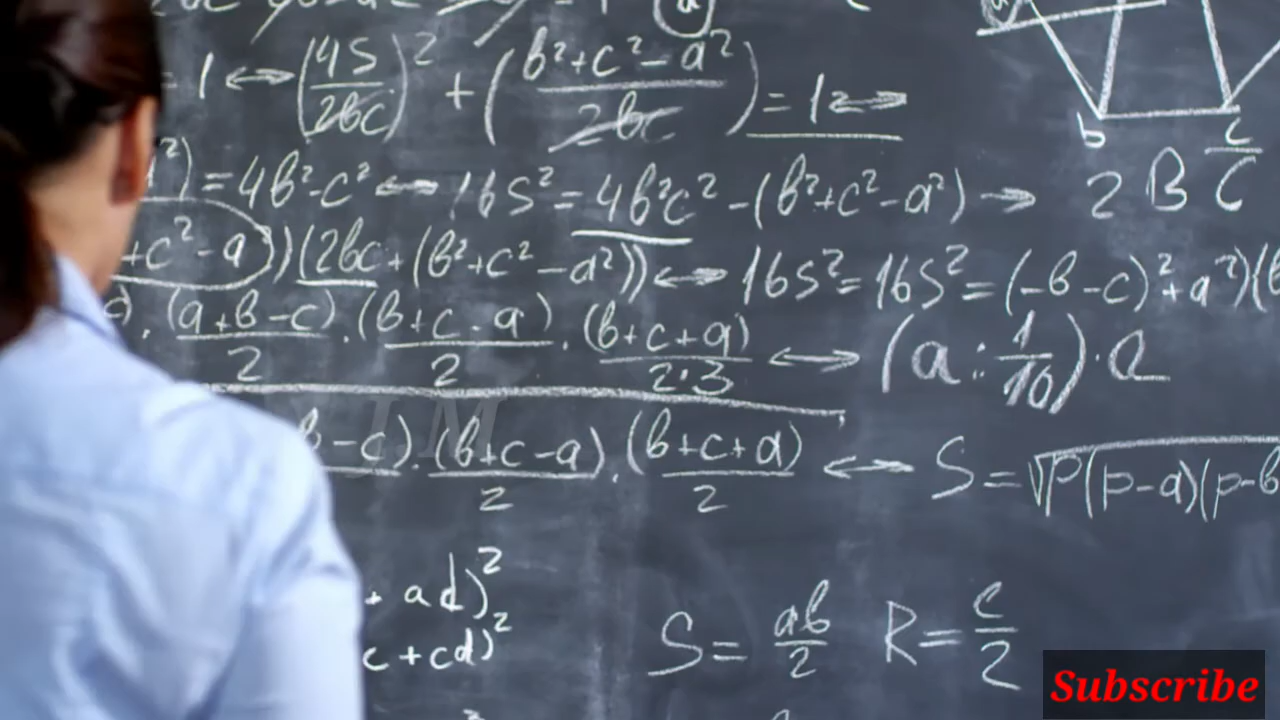 = 1 ↔ (4S/2bc)² + (b²+c²-a²/2bc) = 1 ↔
²) = 4b²-c² ↔ 16S² = 4b²c² -(b²+c²-a²) →
+c²-a))(2bc+(b²+c²-a²)) ↔ 16S² = 16S² = (-b-c)²+a²)(b
. (a+b-c)/2 . (b+c-a)/2 . (b+c+a)/2·3 ↔ (a : 1/10) · a
b-c) . (b+c-a)/2 . (b+c+a)/2 ↔ S = √p(p-a)(p-b
+ ad)²
c + cd)²
S = ab/2 R = c/2
b c
2 B C
Subscribe